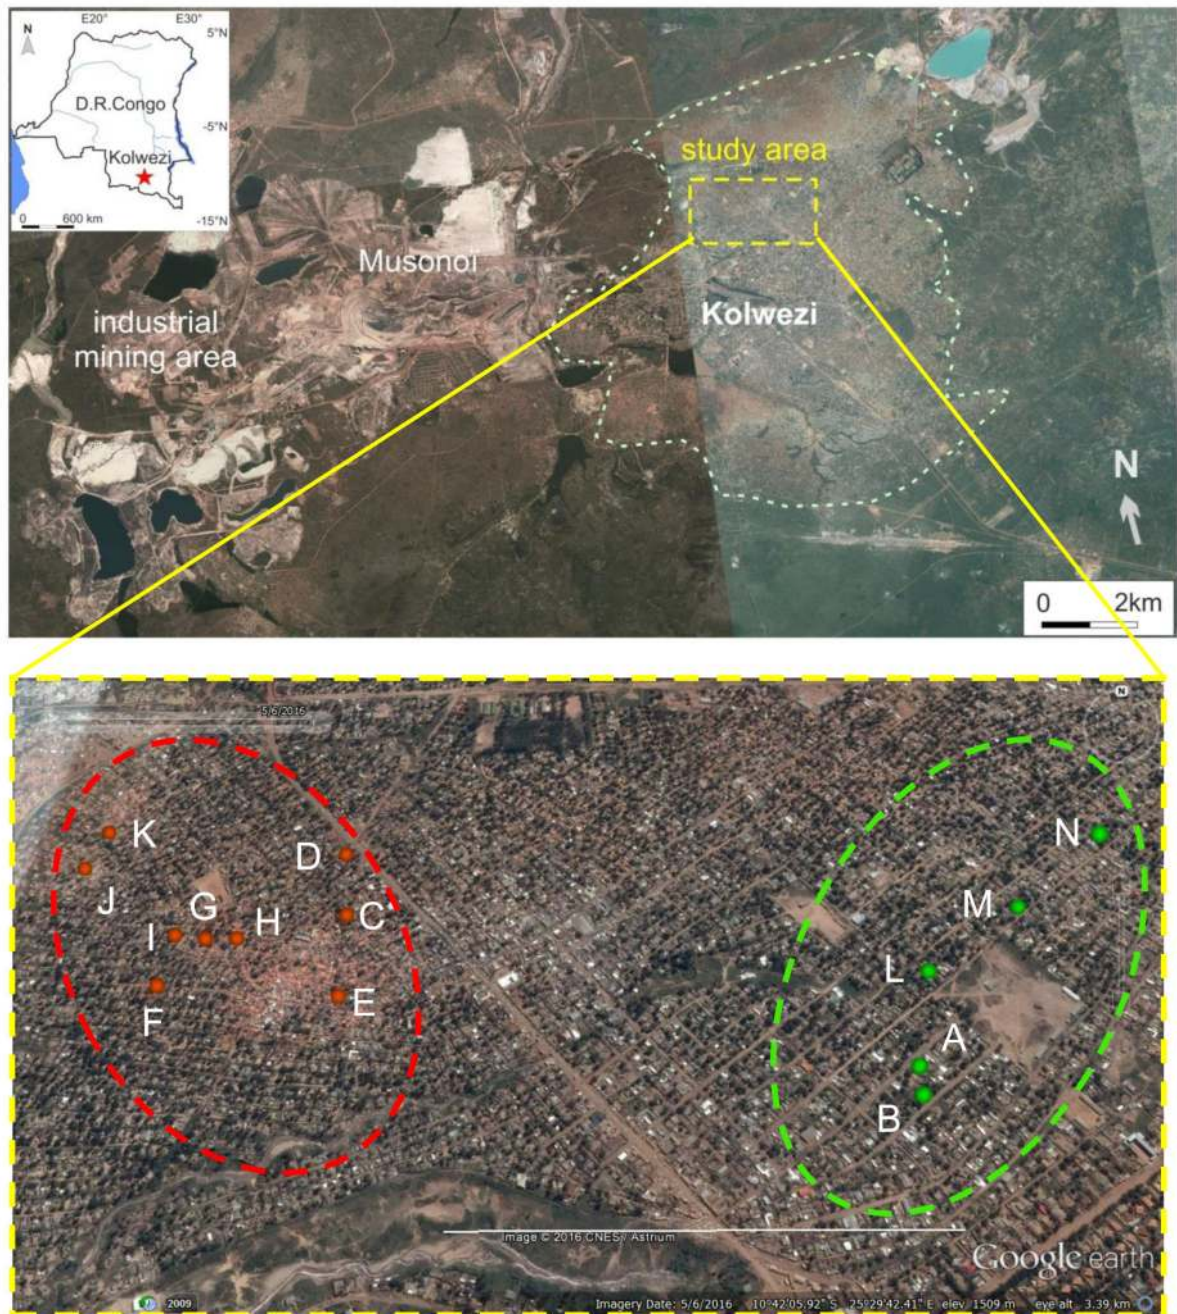 E20° E30°
N
5°N
D.R.Congo
-5°N
Kolwezi
0 600 km
-15°N
study area
Musonoi
industrial
mining area
Kolwezi
N
0 2km
N
5/6/2016
K
D
N
J
C
M
I G H
L
F
E
A
B
Image © 2016 CNES / Astrium
Google earth
2009
Imagery Date: 5/6/2016 10°42'05.92" S 25°29'42.41" E elev 1509 m eye alt 3.39 km